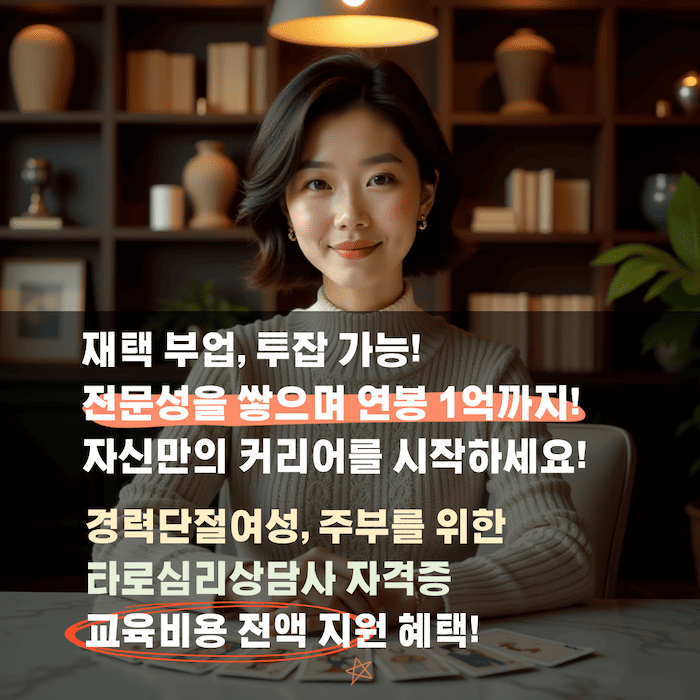 재택 부업, 투잡 가능!
전문성을 쌓으며 연봉 1억까지!
자신만의 커리어를 시작하세요!
경력단절여성, 주부를 위한
타로심리상담사 자격증
교육비용 전액 지원 혜택!